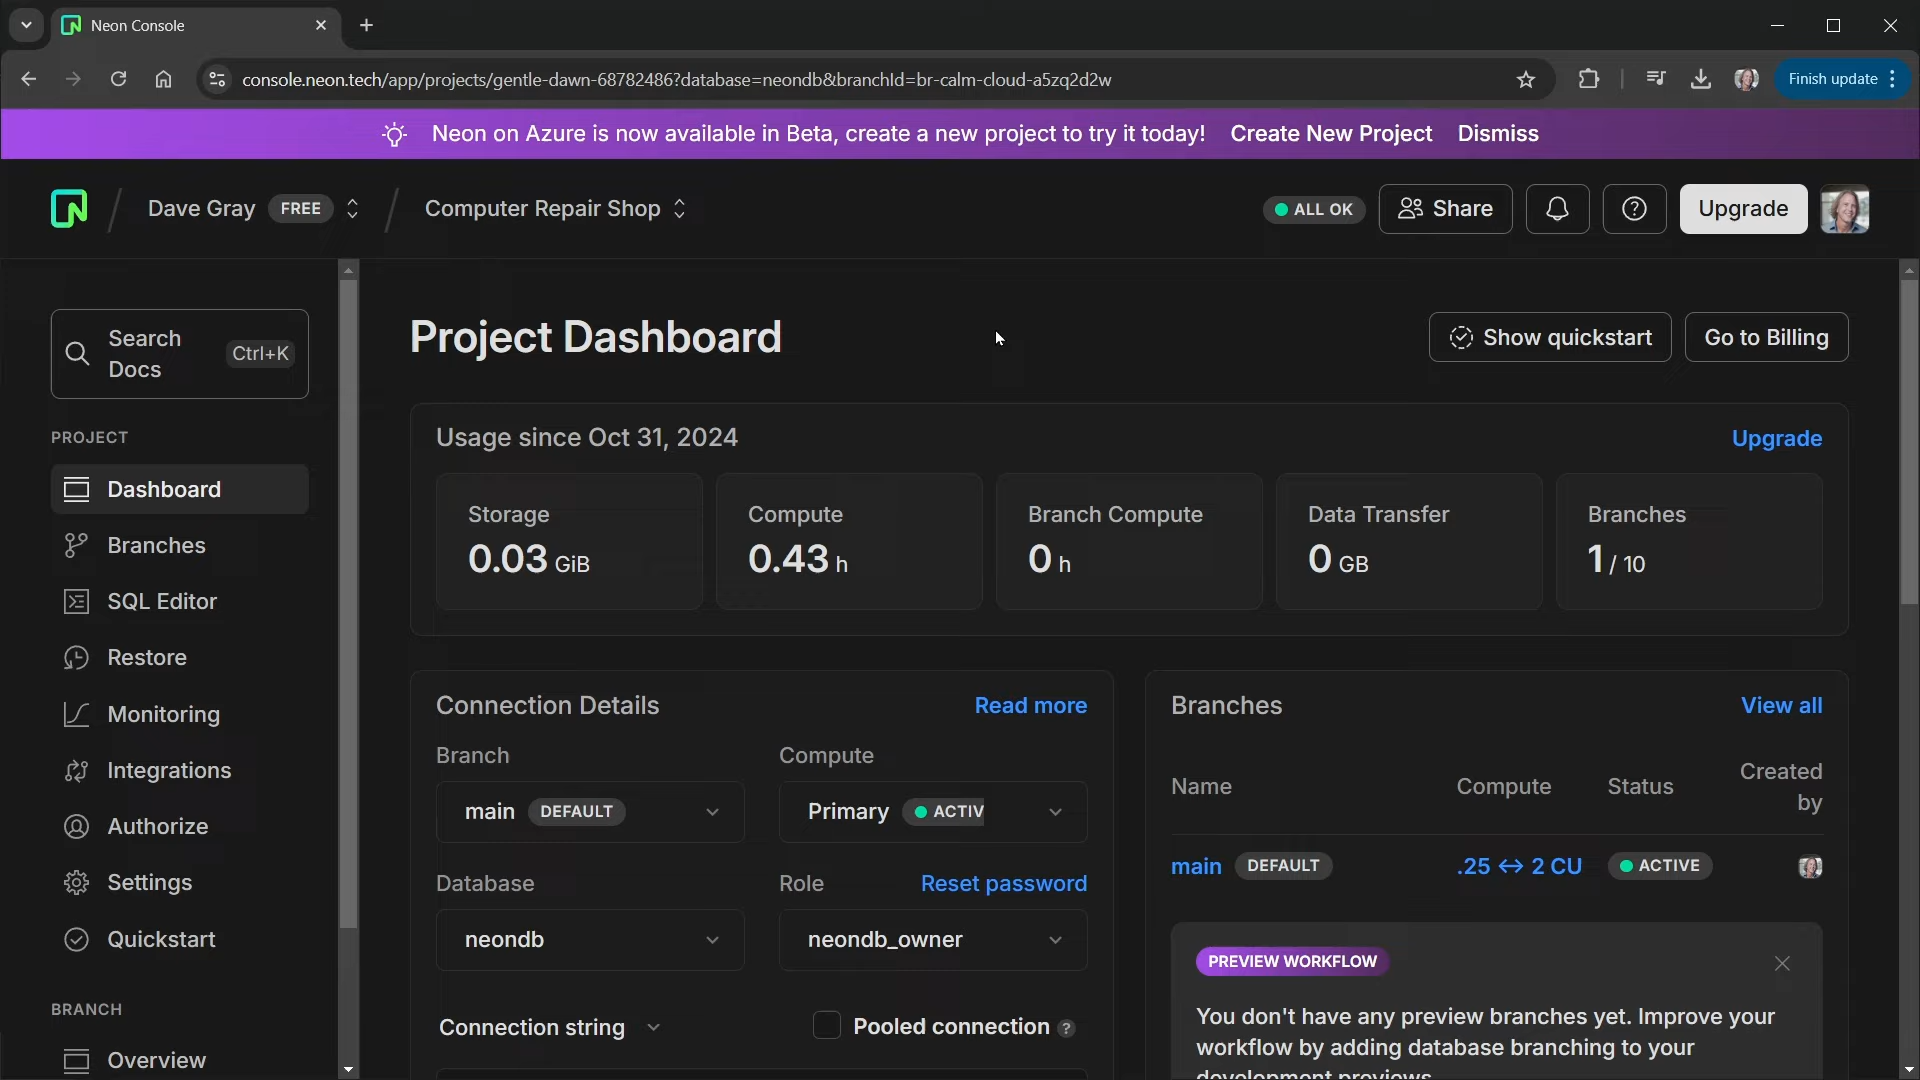 Neon Console
console.neon.tech/app/projects/gentle-dawn-68782486?database=neondb&branchId=br-calm-cloud-a5zq2d2w
Finish update
Neon on Azure is now available in Beta, create a new project to try it today! Create New Project Dismiss
Dave Gray FREE / Computer Repair Shop
ALL OK Share Upgrade
Search Docs Ctrl+K
PROJECT
Dashboard
Branches
SQL Editor
Restore
Monitoring
Integrations
Authorize
Settings
Quickstart
BRANCH
Overview
Project Dashboard
Show quickstart Go to Billing
Usage since Oct 31, 2024 Upgrade
Storage
0.03 GiB
Compute
0.43 h
Branch Compute
0 h
Data Transfer
0 GB
Branches
1 / 10
Connection Details Read more
Branch Compute
main DEFAULT Primary ACTIV
Database Role Reset password
neondb neondb_owner
Connection string Pooled connection ?
Branches View all
Name Compute Status Created by
main DEFAULT .25 <-> 2 CU ACTIVE
PREVIEW WORKFLOW
You don't have any preview branches yet. Improve your
workflow by adding database branching to your
development previews